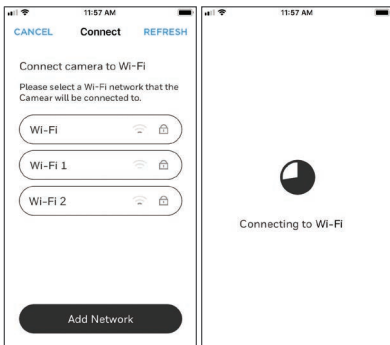 11:57 AM
CANCEL Connect REFRESH
Connect camera to Wi-Fi
Please select a Wi-Fi network that the
Camear will be connected to.
Wi-Fi
Wi-Fi 1
Wi-Fi 2
Add Network
11:57 AM
Connecting to Wi-Fi